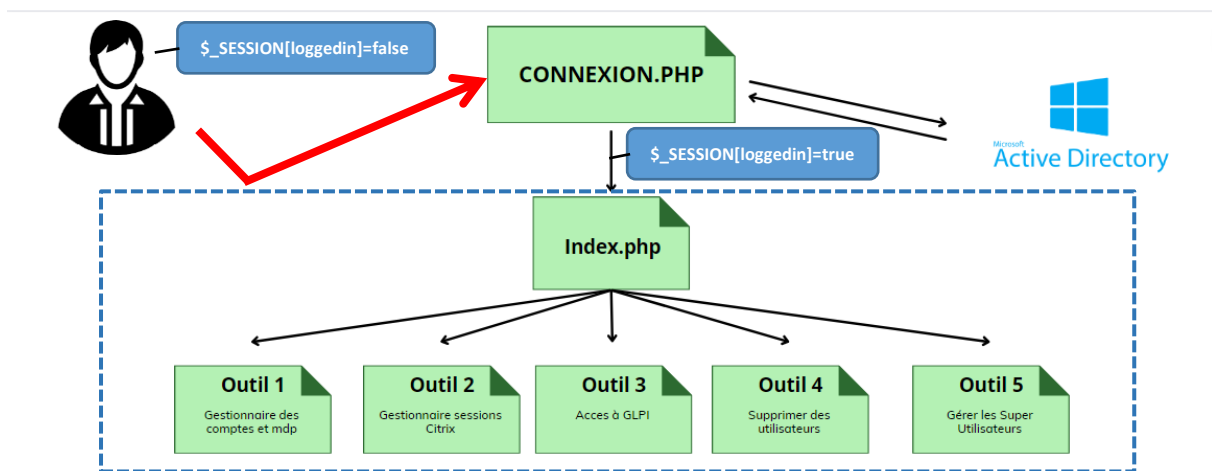 $_SESSION[loggedin]=false
CONNEXION.PHP
Microsoft
Active Directory
$_SESSION[loggedin]=true
Index.php
Outil 1
Gestionnaire des
comptes et mdp
Outil 2
Gestionnaire sessions
Citrix
Outil 3
Acces à GLPI
Outil 4
Supprimer des
utilisateurs
Outil 5
Gérer les Super
Utilisateurs